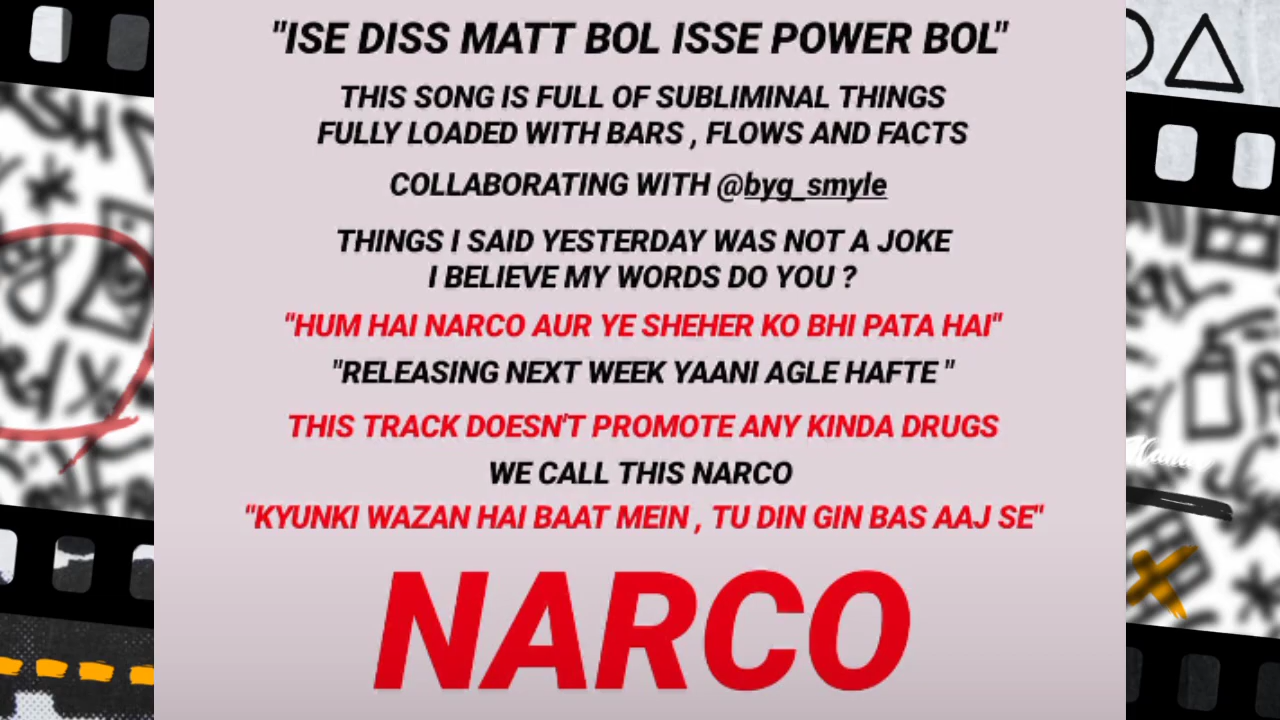 "ISE DISS MATT BOL ISSE POWER BOL"
THIS SONG IS FULL OF SUBLIMINAL THINGS
FULLY LOADED WITH BARS , FLOWS AND FACTS
COLLABORATING WITH @byg_smyle
THINGS I SAID YESTERDAY WAS NOT A JOKE
I BELIEVE MY WORDS DO YOU ?
"HUM HAI NARCO AUR YE SHEHER KO BHI PATA HAI"
"RELEASING NEXT WEEK YAANI AGLE HAFTE "
THIS TRACK DOESN'T PROMOTE ANY KINDA DRUGS
WE CALL THIS NARCO
"KYUNKI WAZAN HAI BAAT MEIN , TU DIN GIN BAS AAJ SE"
NARCO